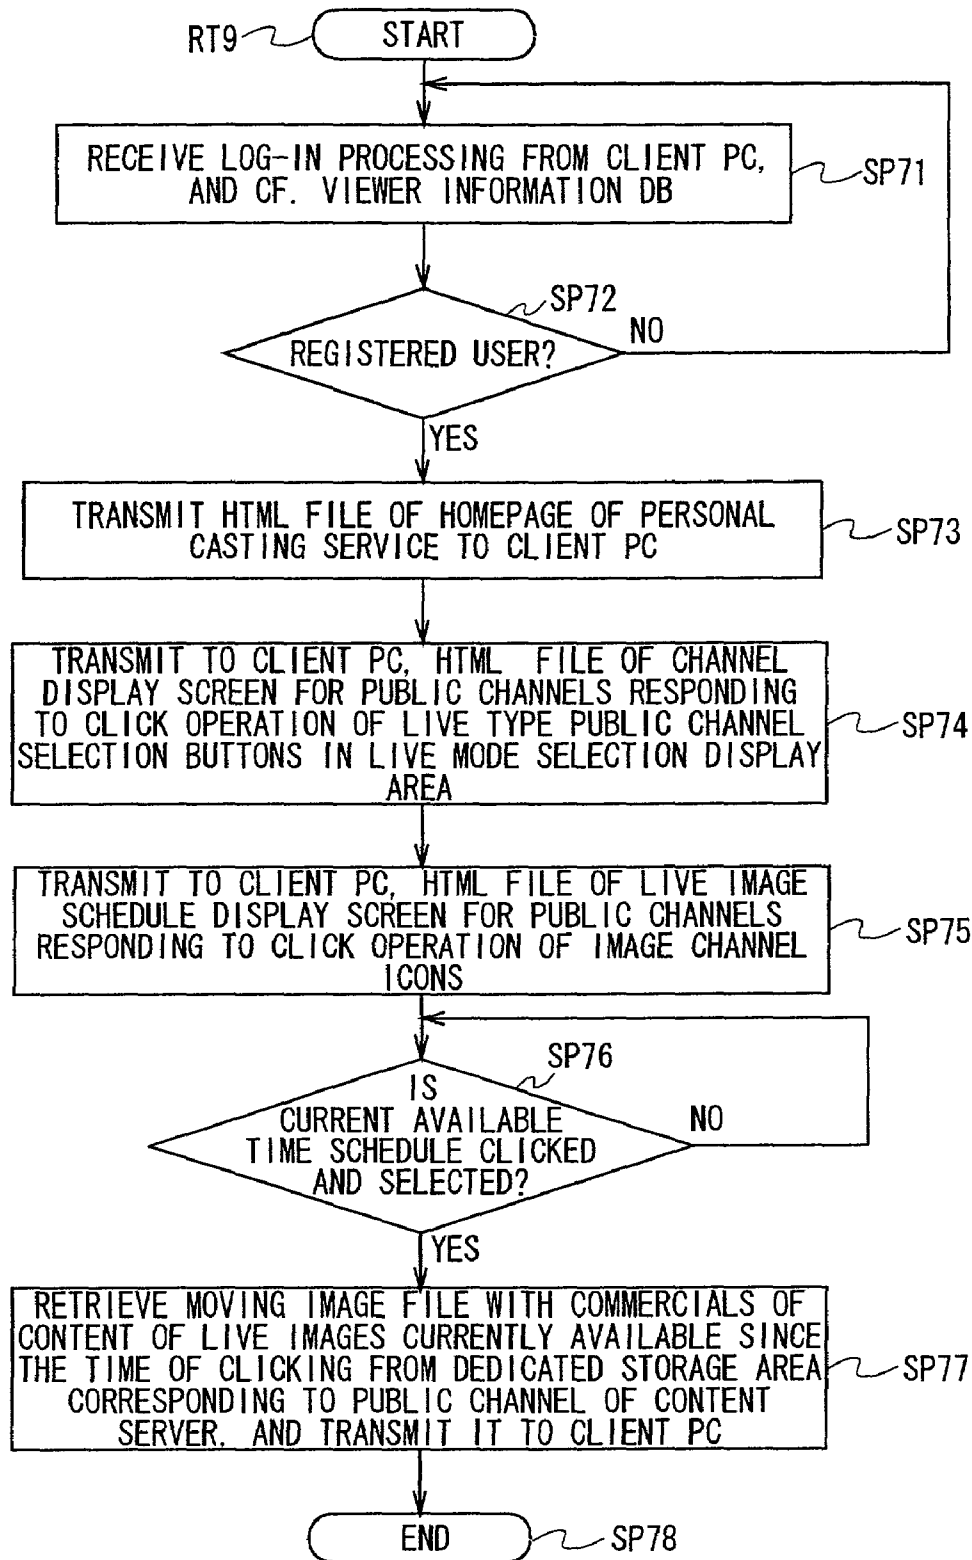 RT9
START
RECEIVE LOG-IN PROCESSING FROM CLIENT PC,
AND CF. VIEWER INFORMATION DB
SP71
SP72
REGISTERED USER?
NO
YES
TRANSMIT HTML FILE OF HOMEPAGE OF PERSONAL
CASTING SERVICE TO CLIENT PC
SP73
TRANSMIT TO CLIENT PC, HTML FILE OF CHANNEL
DISPLAY SCREEN FOR PUBLIC CHANNELS RESPONDING
TO CLICK OPERATION OF LIVE TYPE PUBLIC CHANNEL
SELECTION BUTTONS IN LIVE MODE SELECTION DISPLAY
AREA
SP74
TRANSMIT TO CLIENT PC, HTML FILE OF LIVE IMAGE
SCHEDULE DISPLAY SCREEN FOR PUBLIC CHANNELS
RESPONDING TO CLICK OPERATION OF IMAGE CHANNEL
ICONS
SP75
SP76
IS
CURRENT AVAILABLE
TIME SCHEDULE CLICKED
AND SELECTED?
NO
YES
RETRIEVE MOVING IMAGE FILE WITH COMMERCIALS OF
CONTENT OF LIVE IMAGES CURRENTLY AVAILABLE SINCE
THE TIME OF CLICKING FROM DEDICATED STORAGE AREA
CORRESPONDING TO PUBLIC CHANNEL OF CONTENT
SERVER, AND TRANSMIT IT TO CLIENT PC
SP77
END
SP78